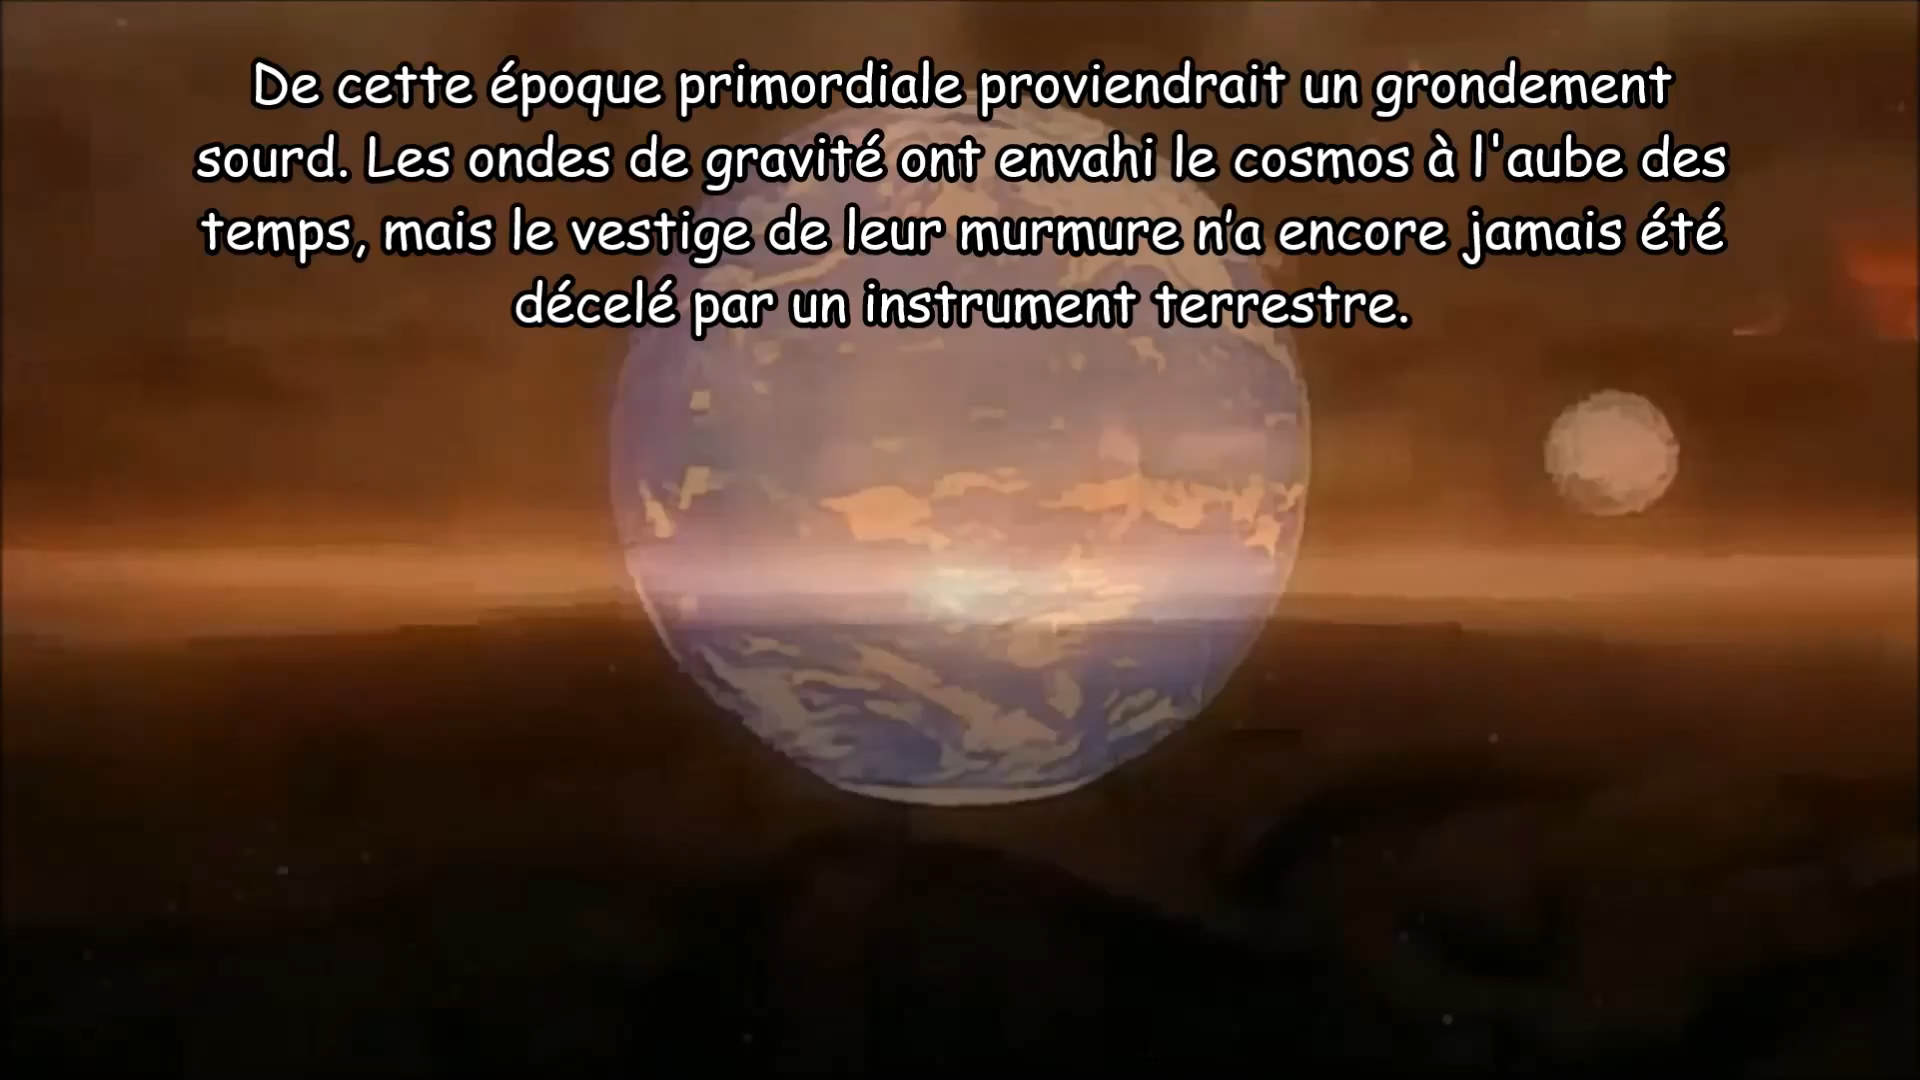 De cette époque primordiale proviendrait un grondement
sourd. Les ondes de gravité ont envahi le cosmos à l'aube des
temps, mais le vestige de leur murmure n’a encore jamais été
décelé par un instrument terrestre.